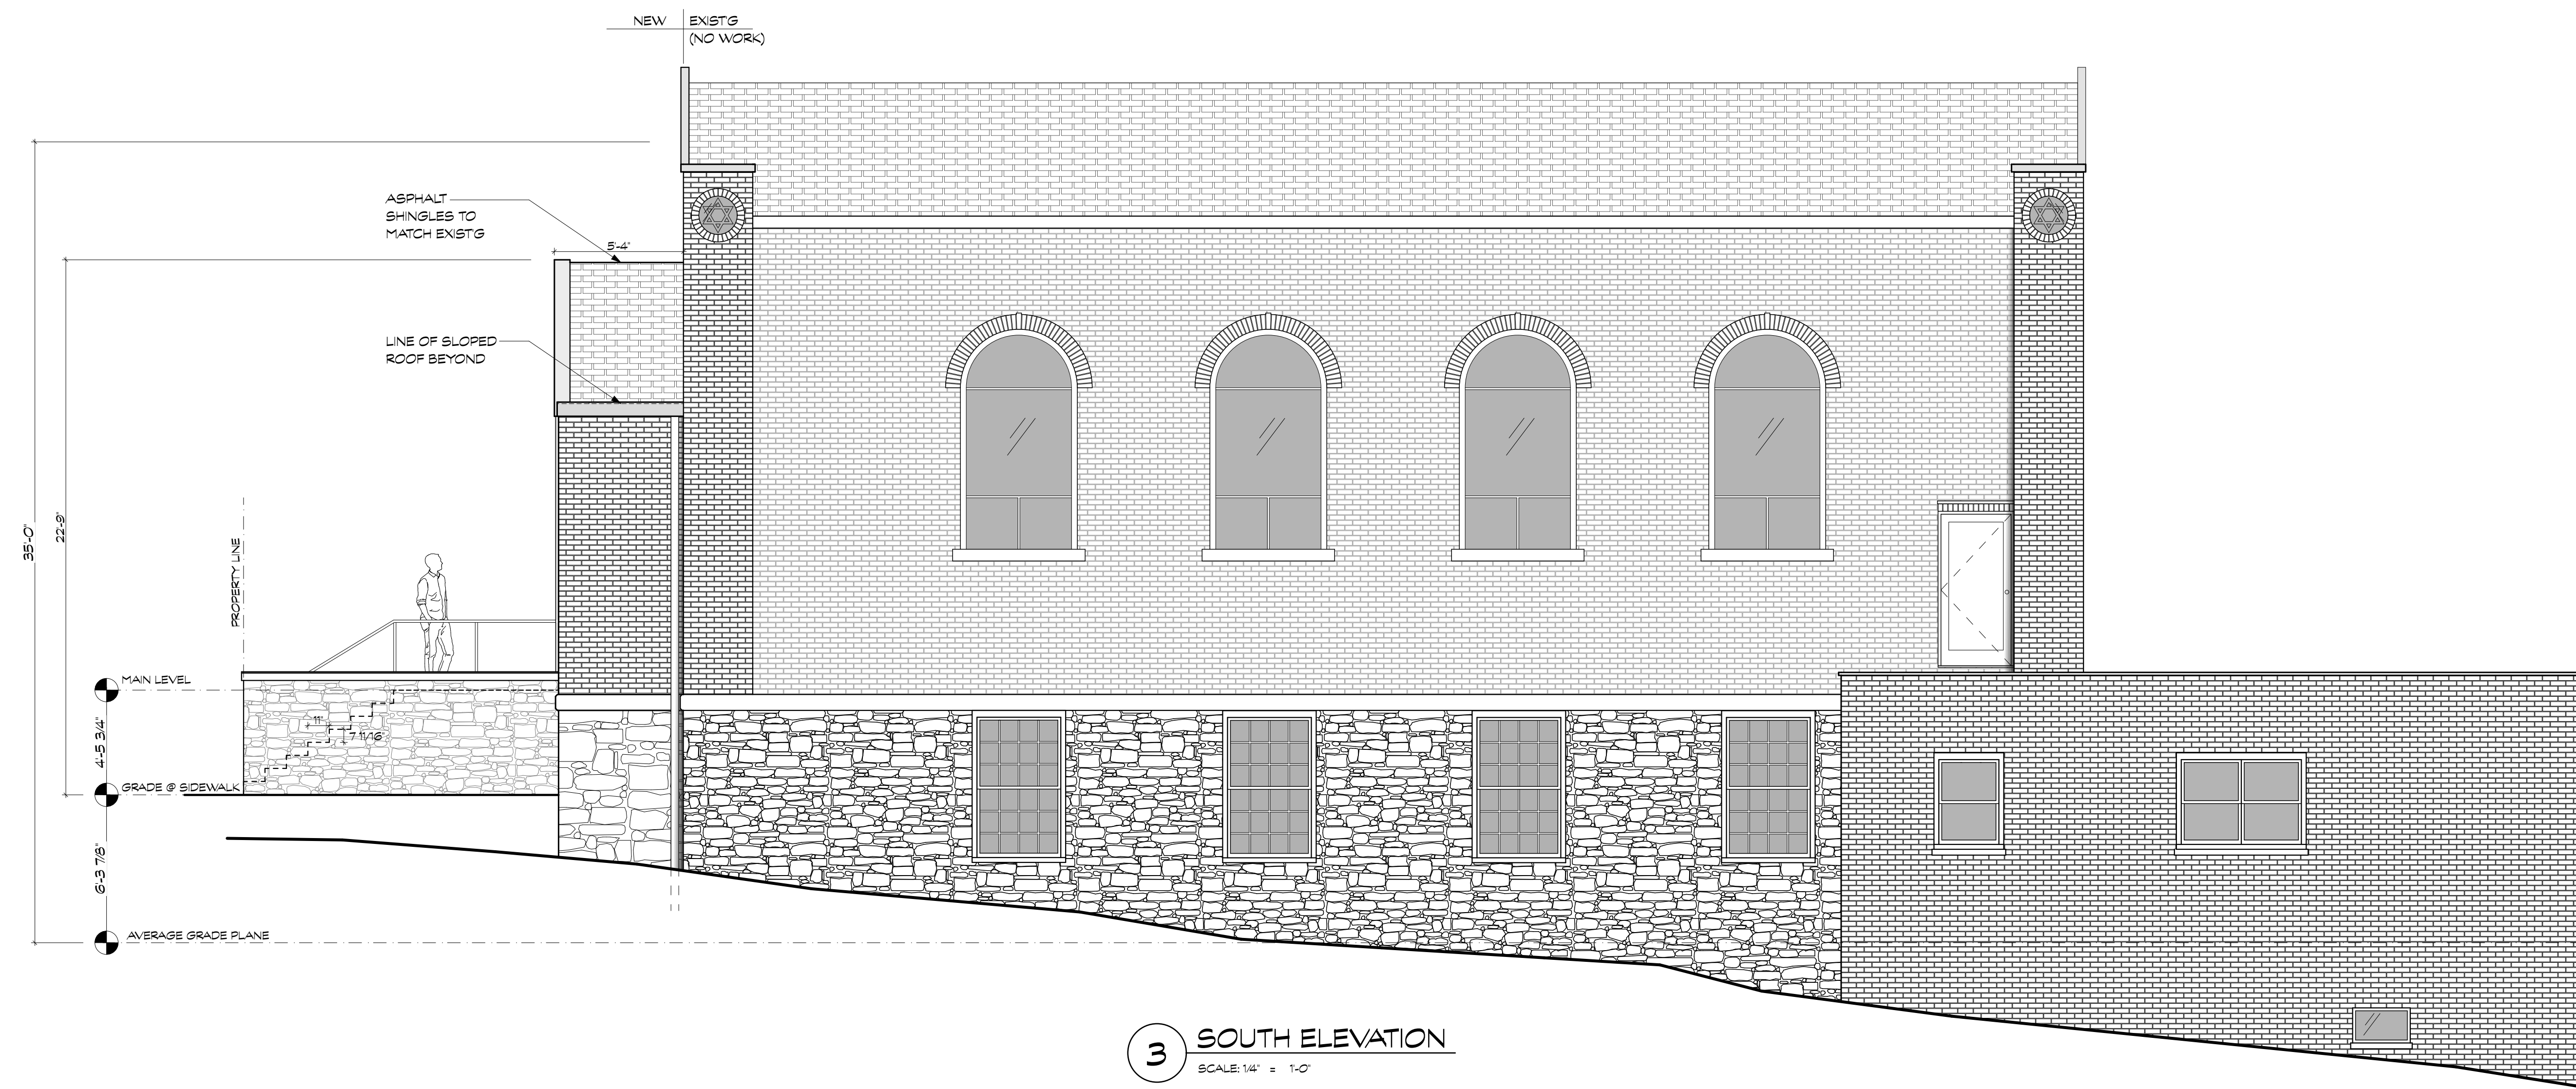 NEW EXIST'G
(NO WORK)
ASPHALT
SHINGLES TO
MATCH EXIST'G
5'-4"
LINE OF SLOPED
ROOF BEYOND
35'-0"
22'-9"
PROPERTY LINE
MAIN LEVEL
11"
7 11/16"
4'-5 3/4"
GRADE @ SIDEWALK
6'-3 7/8"
AVERAGE GRADE PLANE
3 SOUTH ELEVATION
SCALE: 1/4" = 1'-0"